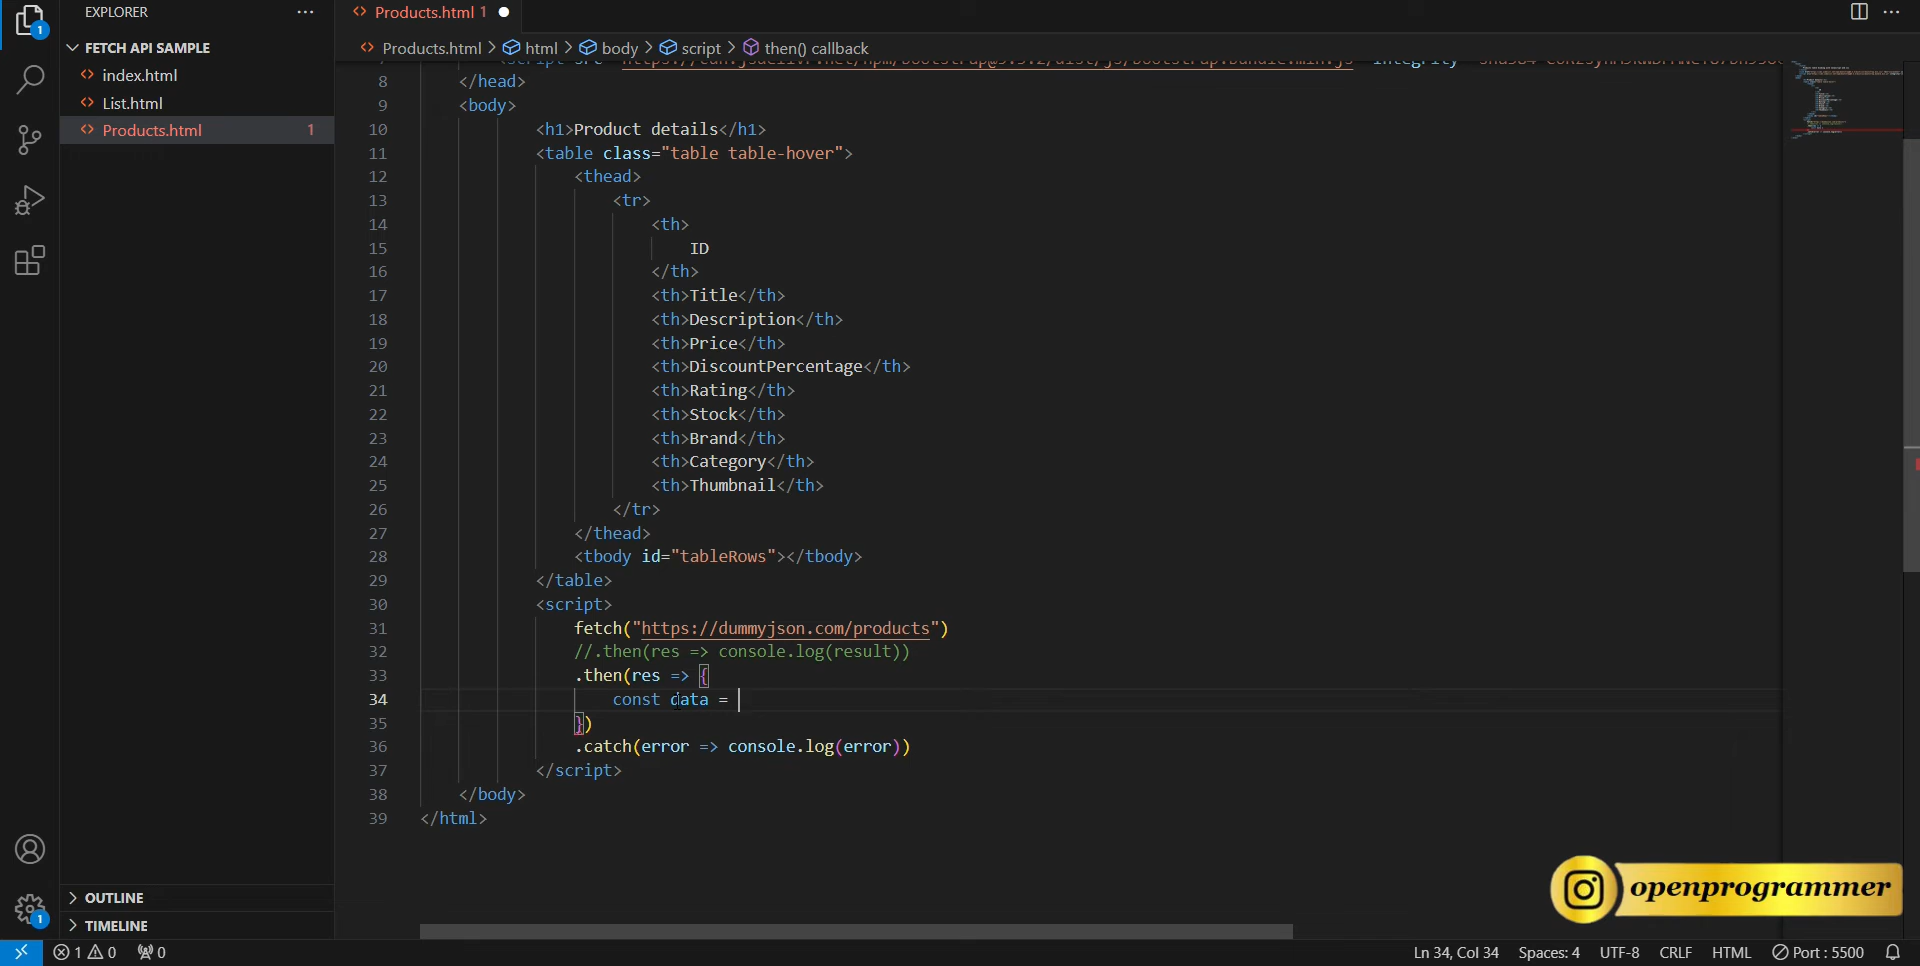 EXPLORER
Products.html 1
FETCH API SAMPLE
index.html
List.html
Products.html 1
Products.html > html > body > script > then() callback
8 </head>
9 <body>
10 <h1>Product details</h1>
11 <table class="table table-hover">
12 <thead>
13 <tr>
14 <th>
15 ID
16 </th>
17 <th>Title</th>
18 <th>Description</th>
19 <th>Price</th>
20 <th>DiscountPercentage</th>
21 <th>Rating</th>
22 <th>Stock</th>
23 <th>Brand</th>
24 <th>Category</th>
25 <th>Thumbnail</th>
26 </tr>
27 </thead>
28 <tbody id="tableRows"></tbody>
29 </table>
30 <script>
31 fetch("https://dummyjson.com/products")
32 //.then(res => console.log(result))
33 .then(res => {
34 const data =
35 })
36 .catch(error => console.log(error))
37 </script>
38 </body>
39 </html>
openprogrammer
OUTLINE
TIMELINE
1
1
1 0 0
Ln 34, Col 34 Spaces: 4 UTF-8 CRLF HTML Port : 5500